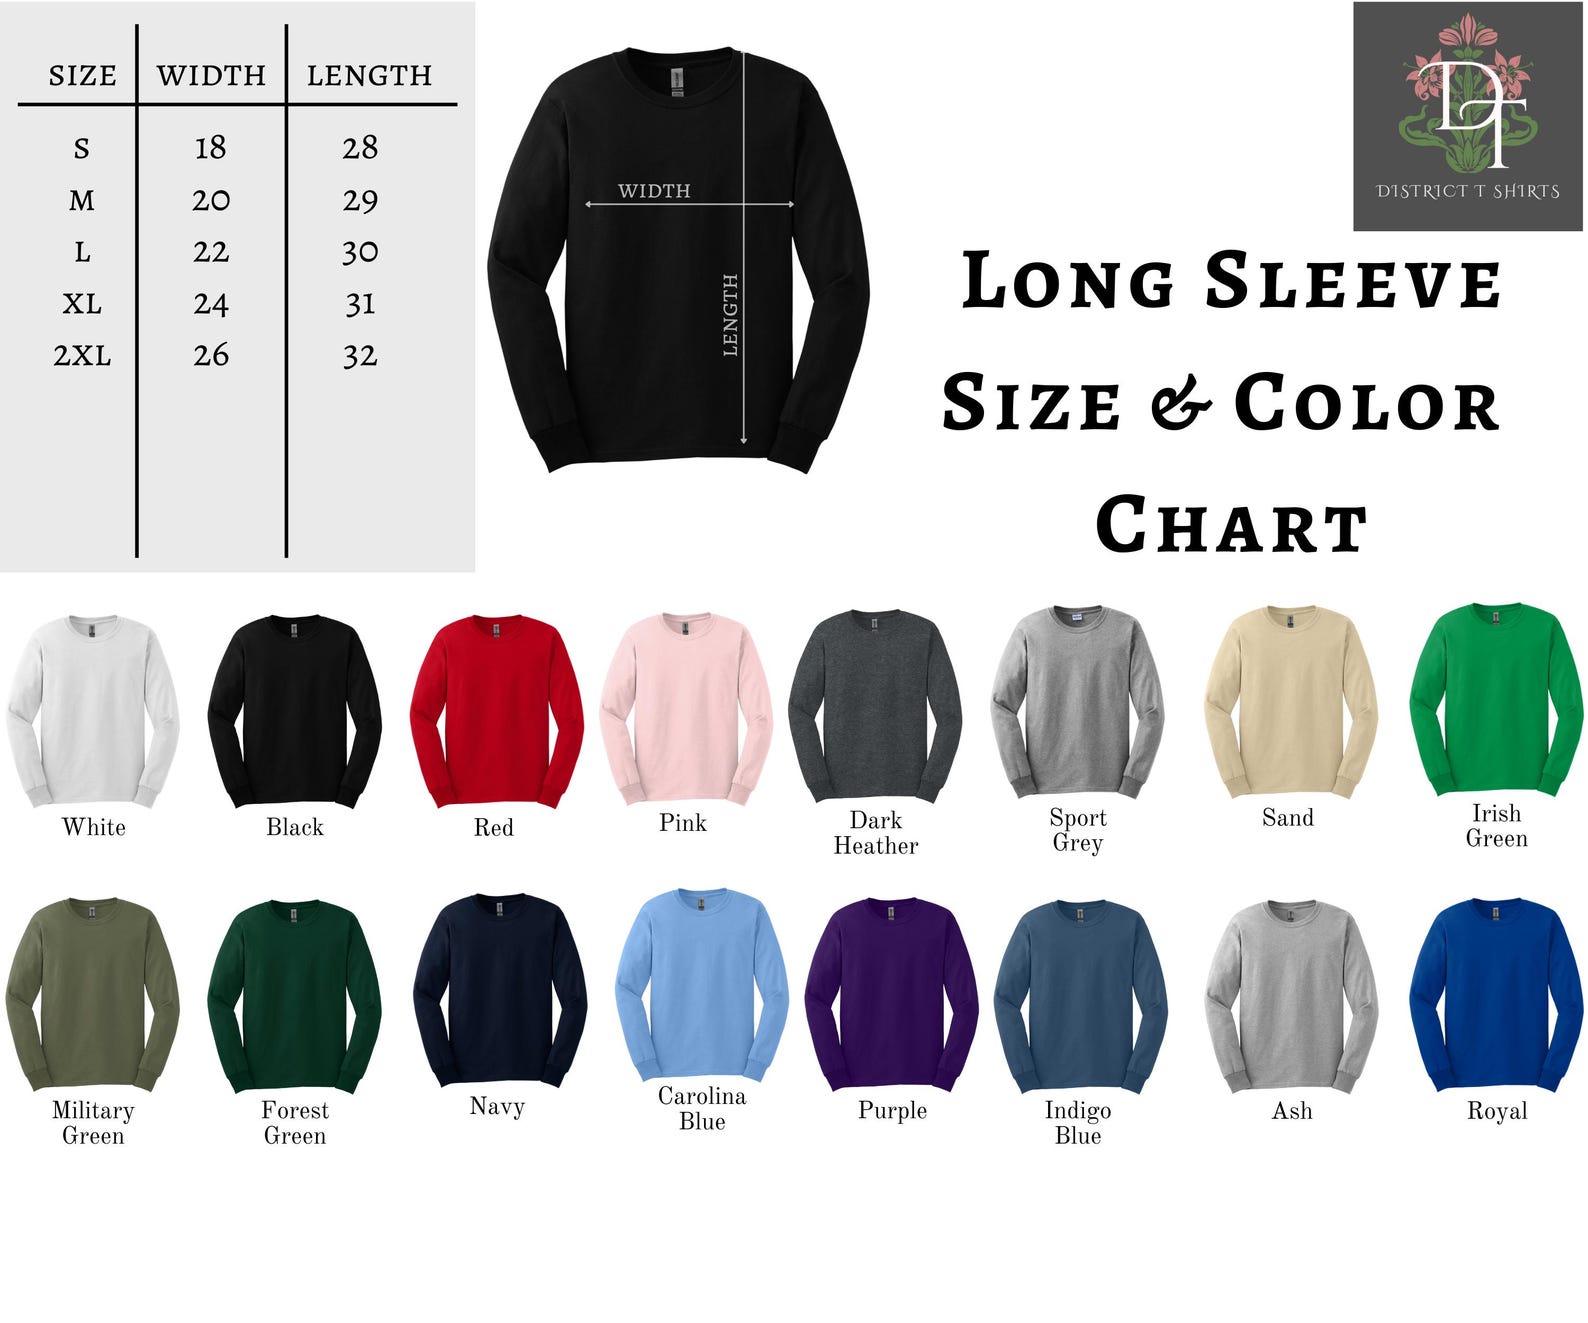 SIZE WIDTH LENGTH
S 18 28
M 20 29
L 22 30
XL 24 31
2XL 26 32
WIDTH
LENGTH
DT
DISTRICT T SHIRTS
LONG SLEEVE
SIZE & COLOR
CHART
White Black Red Pink Dark Heather Sport Grey Sand Irish Green
Military Green Forest Green Navy Carolina Blue Purple Indigo Blue Ash Royal